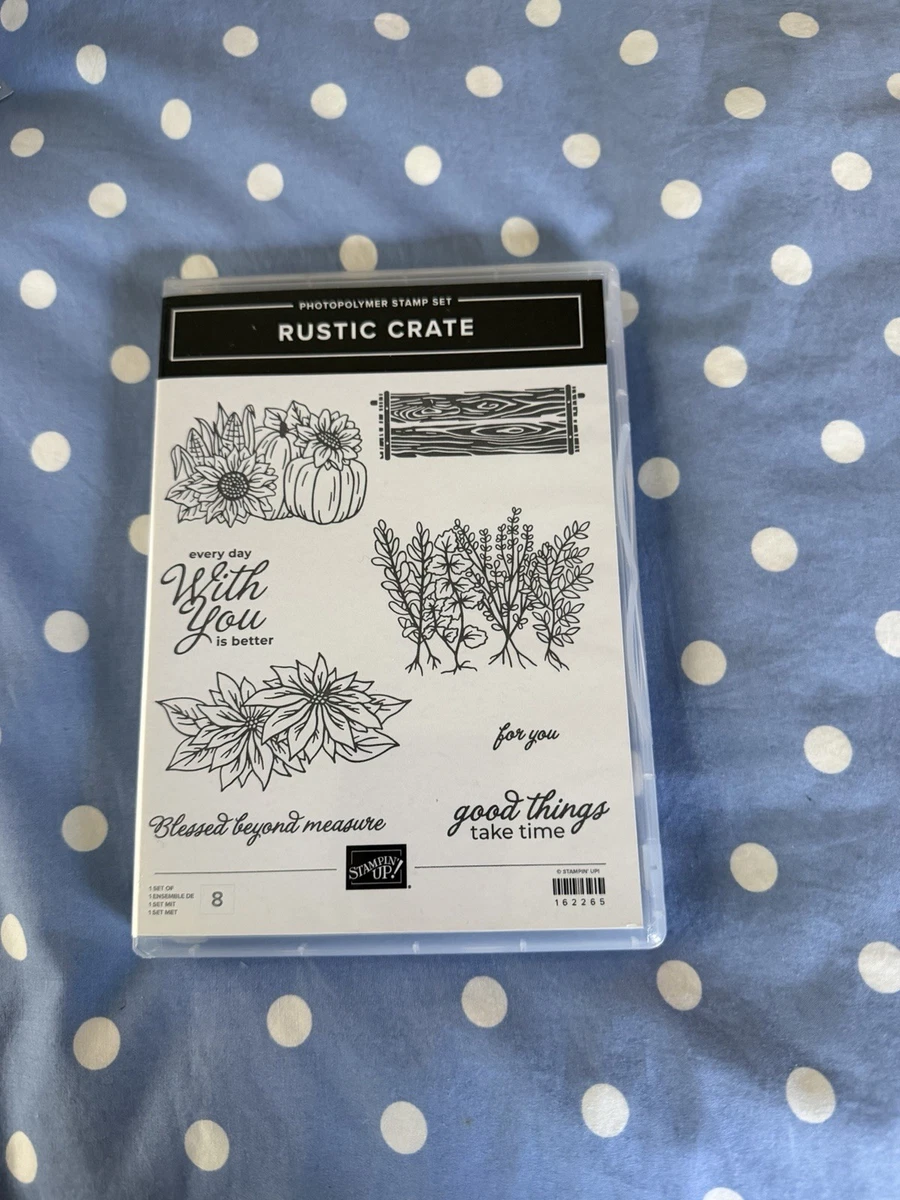 PHOTOPOLYMER STAMP SET
RUSTIC CRATE
every day
With
You
is better
for you
Blessed beyond measure
good things
take time
STAMPIN' UP!
© STAMPIN' UP!
1 SET OF
1 ENSEMBLE DE
1 SET MIT
1 SET MET
8
162265